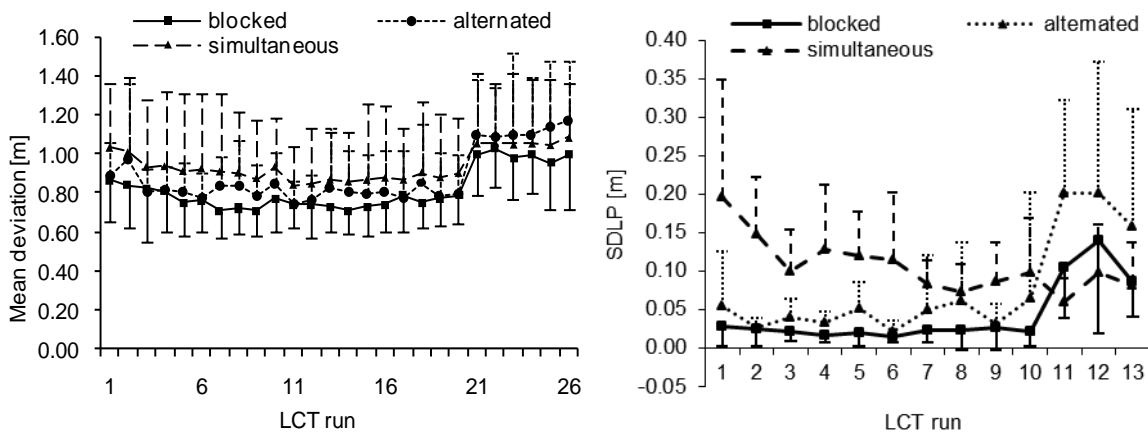 blocked
alternated
simultaneous
1.60
1.40
1.20
1.00
0.80
0.60
0.40
0.20
0.00
Mean deviation [m]
1 6 11 16 21 26
LCT run
blocked
alternated
simultaneous
0.40
0.35
0.30
0.25
0.20
0.15
0.10
0.05
0.00
-0.05
SDLP [m]
1 2 3 4 5 6 7 8 9 10 11 12 13
LCT run